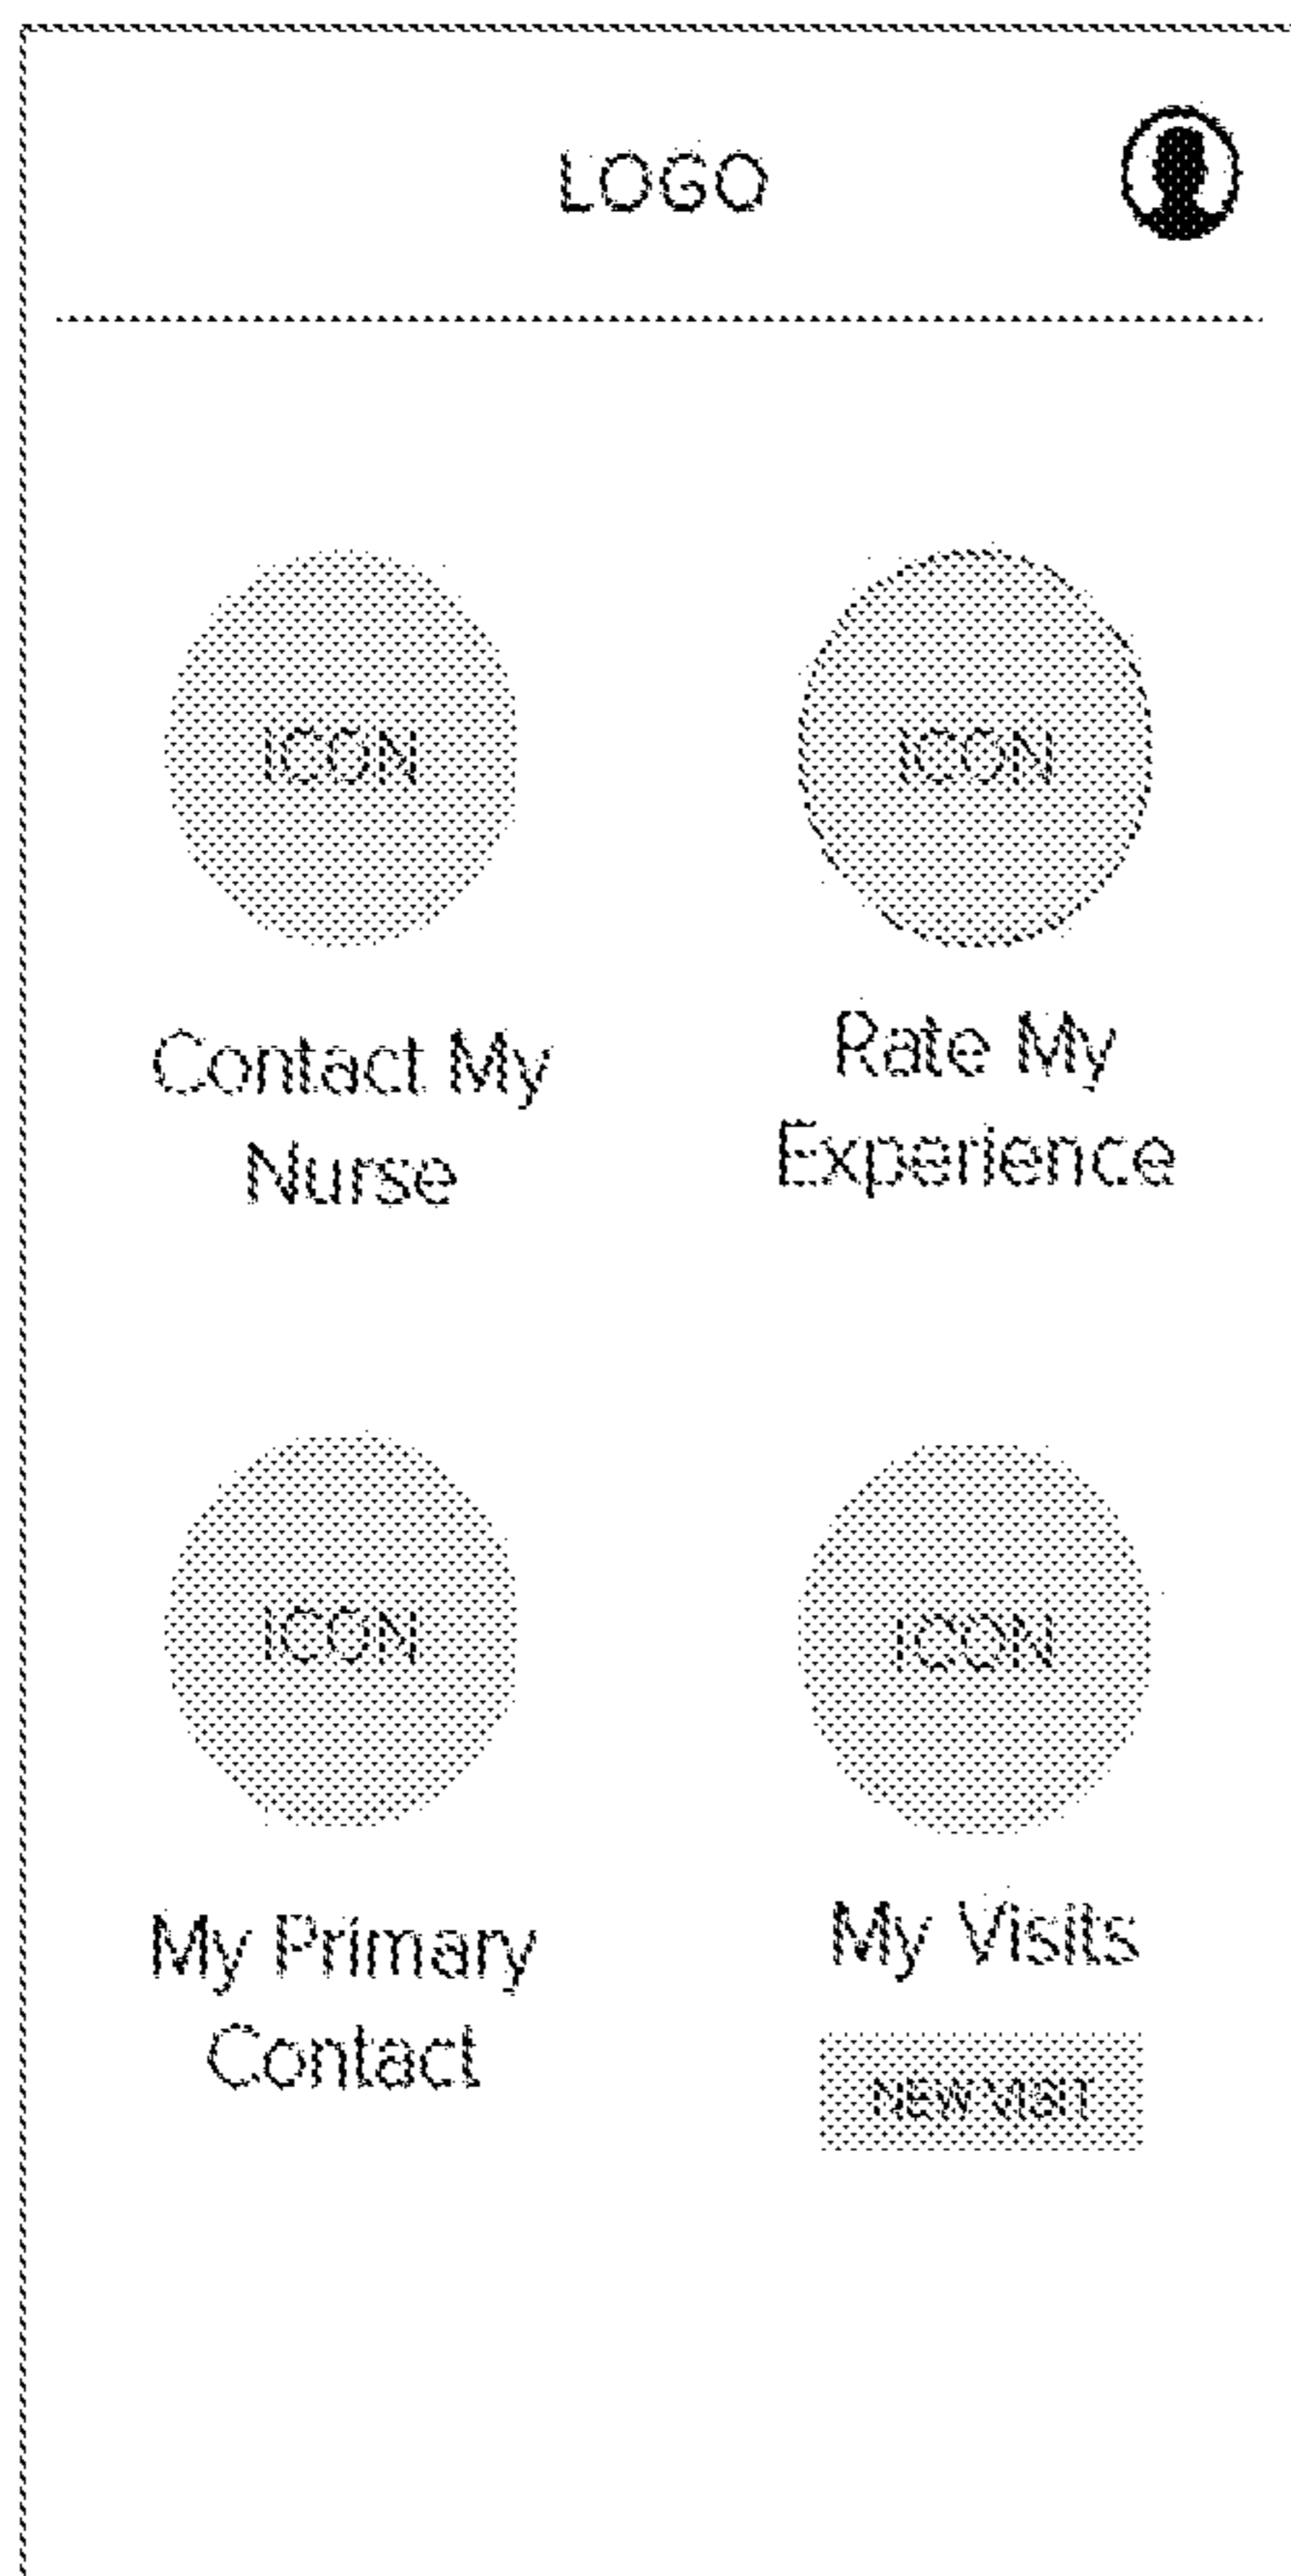 LOGO
ICON
ICON
Contact My
Nurse
Rate My
Experience
ICON
ICON
My Primary
Contact
My Visits
NEW VISIT